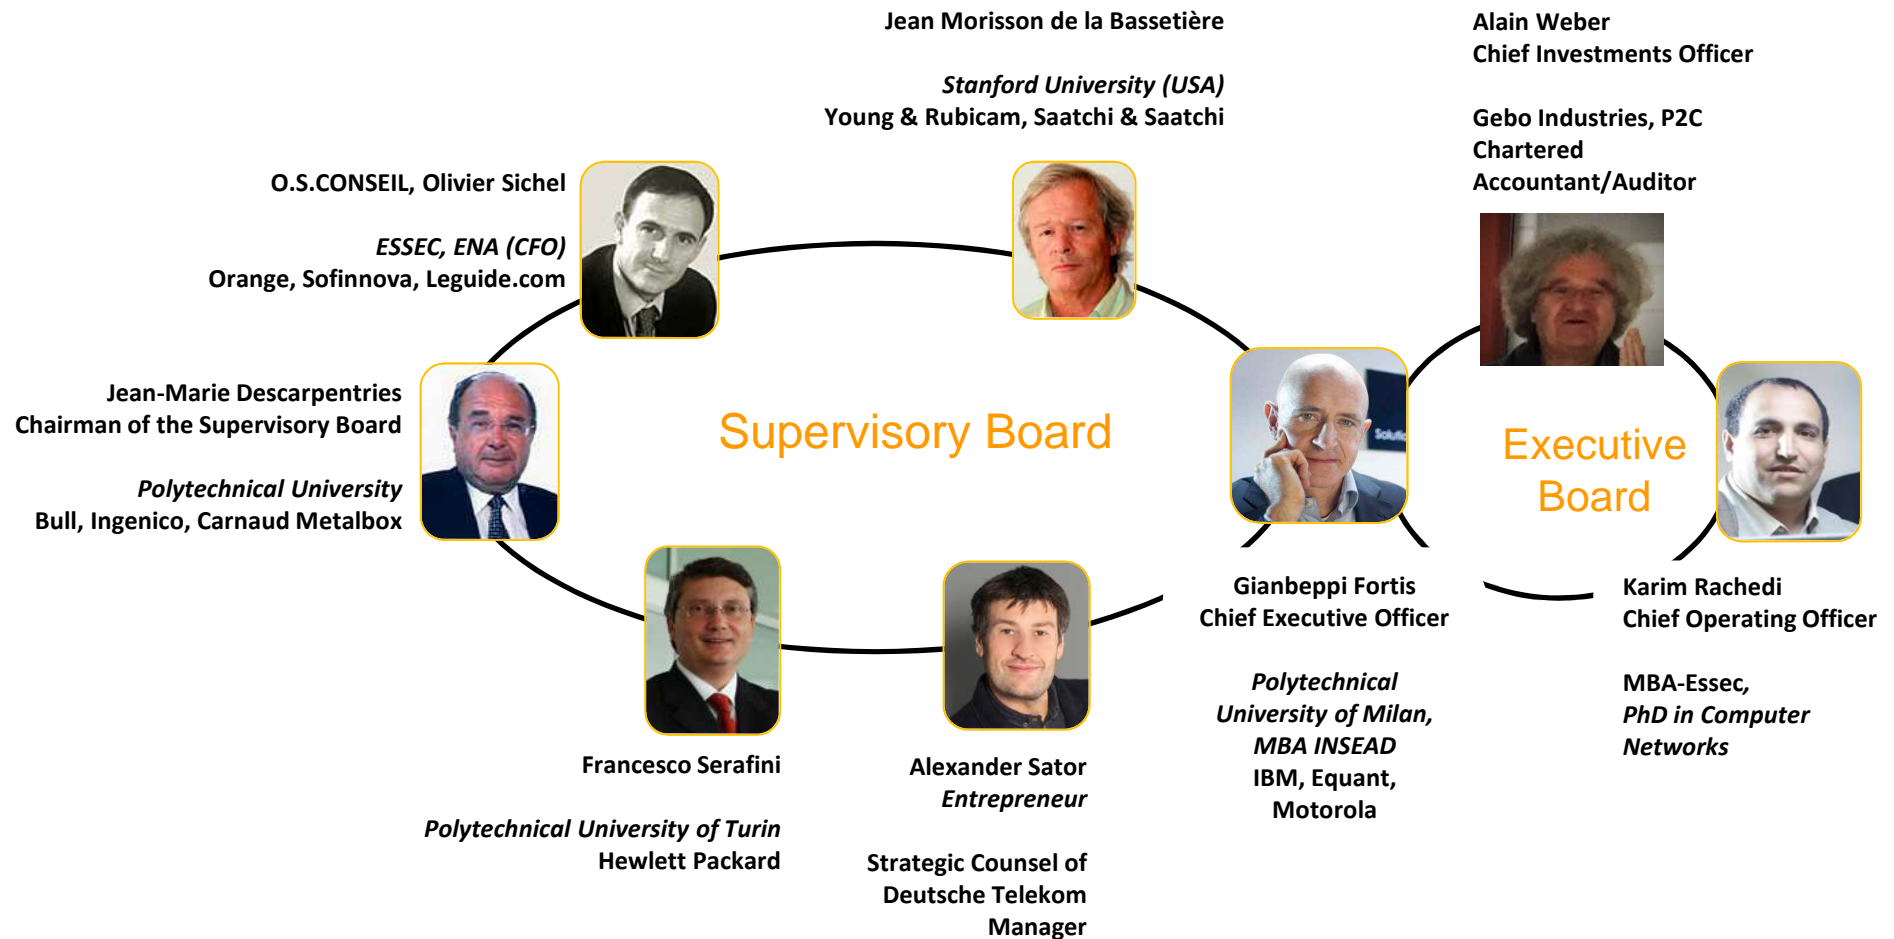 Jean Morisson de la Bassetière
Stanford University (USA)
Young & Rubicam, Saatchi & Saatchi
Alain Weber
Chief Investments Officer
Gebo Industries, P2C
Chartered
Accountant/Auditor
O.S.CONSEIL, Olivier Sichel
ESSEC, ENA (CFO)
Orange, Sofinnova, Leguide.com
Jean-Marie Descarpentries
Chairman of the Supervisory Board
Polytechnical University
Bull, Ingenico, Carnaud Metalbox
Supervisory Board
Solutio
Executive
Board
Gianbeppi Fortis
Chief Executive Officer
Polytechnical
University of Milan,
MBA INSEAD
IBM, Equant,
Motorola
Karim Rachedi
Chief Operating Officer
MBA-Essec,
PhD in Computer
Networks
Francesco Serafini
Polytechnical University of Turin
Hewlett Packard
Alexander Sator
Entrepreneur
Strategic Counsel of
Deutsche Telekom
Manager